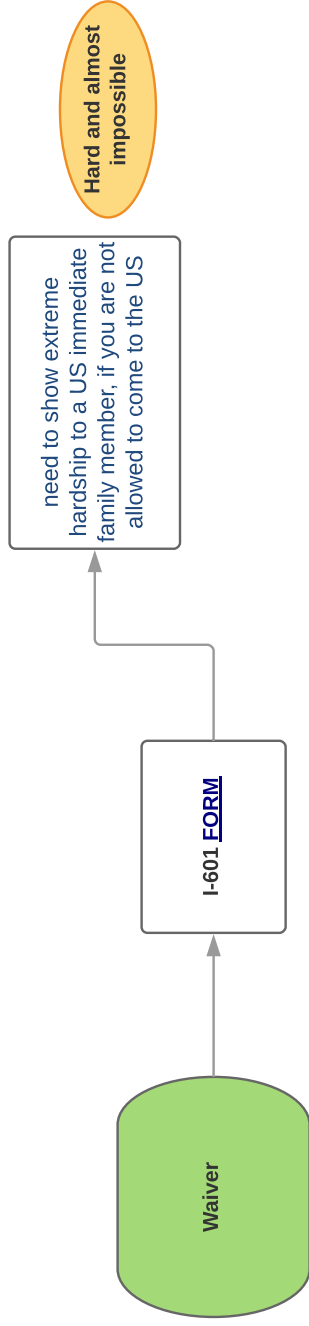 Waiver
I-601 FORM
need to show extreme
hardship to a US immediate
family member, if you are not
allowed to come to the US
Hard and almost
impossible